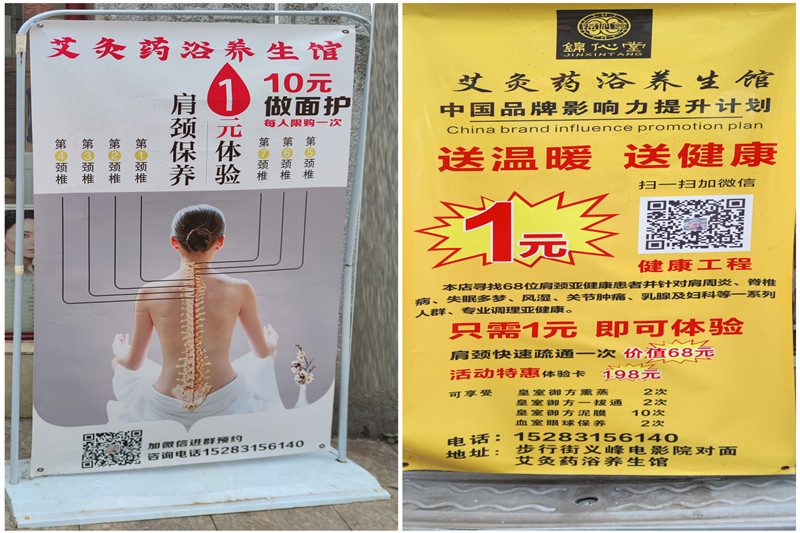 艾灸药浴养生馆
1元体验
肩颈保养
10元
做面护
每人限购一次
第4颈椎
第3颈椎
第2颈椎
第1颈椎
第7颈椎
第6颈椎
第5颈椎
加微信进群预约
咨询电话15283156140
錦心堂
JINXINTANG
艾灸药浴养生馆
中国品牌影响力提升计划
China brand influence promotion plan
送温暖 送健康
扫一扫加微信
1元
健康工程
本店寻找68位肩颈亚健康患者并针对肩周炎、脊椎
病、失眠多梦、风湿、关节肿痛、乳腺及妇科等一系列
人群、专业调理亚健康。
只需1元 即可体验
肩颈快速疏通一次 价值68元
活动特惠体验卡 198元
可享受 皇室御方熏蒸 2次
皇室御方一拔通 2次
皇室御方泥膜 10次
血室眼球保养 2次
电话：15283156140
地址：步行街义峰电影院对面
艾灸药浴养生馆